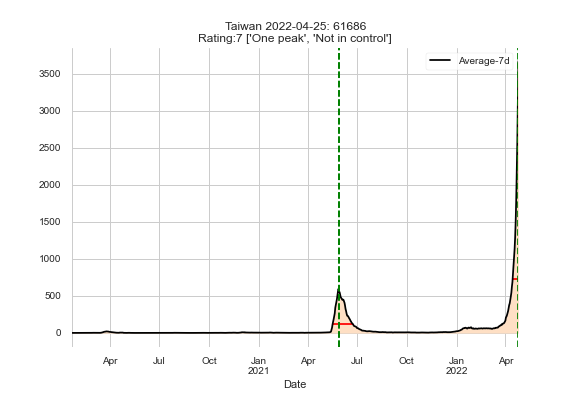 Taiwan 2022-04-25: 61686
Rating:7 ['One peak', 'Not in control']
Average-7d
3500
3000
2500
2000
1500
1000
500
0
Apr Jul Oct Jan Apr Jul Oct Jan Apr
2021 2022
Date